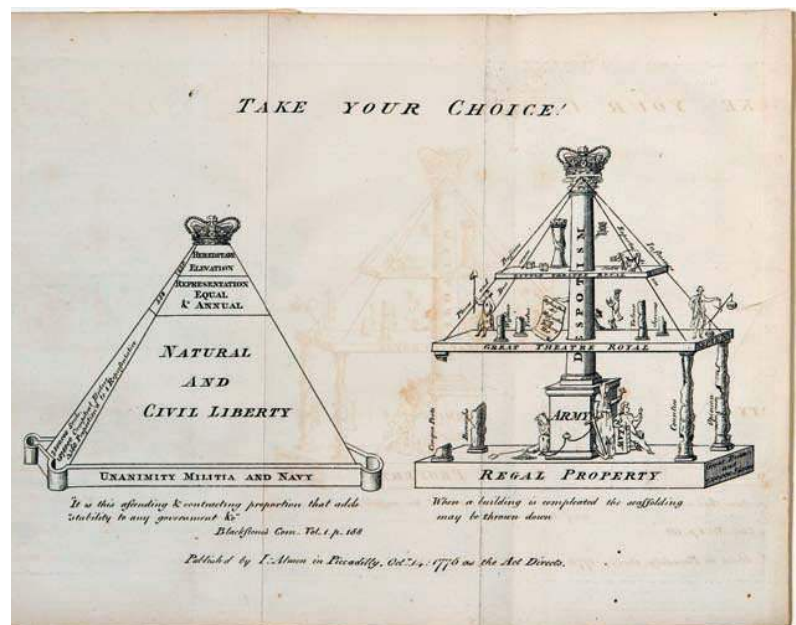 TAKE YOUR CHOICE!
HEREDITARY
ELEVATION
REPRESENTATION
EQUAL
& ANNUAL
NATURAL
AND
CIVIL LIBERTY
UNANIMITY MILITIA AND NAVY
"It is this ascending & contracting proportion that adds
"stability to any government &c"
Blackstone's Com. Vol. 1. p. 158
DESPOTISM
GREAT THEATRE ROYAL
ARMY
NAVY
Counties
REGAL PROPERTY
When a building is compleated the scaffolding
may be thrown down
Publish'd by I. Almon in Piccadilly, Oct.r 14: 1776 as the Act Directs.